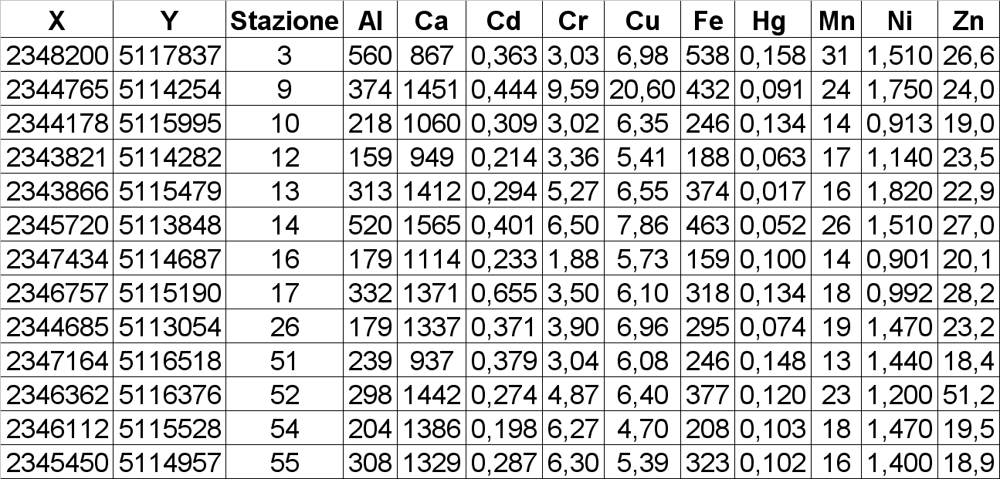 X Y Stazione Al Ca Cd Cr Cu Fe Hg Mn Ni Zn
2348200 5117837 3 560 867 0,363 3,03 6,98 538 0,158 31 1,510 26,6
2344765 5114254 9 374 1451 0,444 9,59 20,60 432 0,091 24 1,750 24,0
2344178 5115995 10 218 1060 0,309 3,02 6,35 246 0,134 14 0,913 19,0
2343821 5114282 12 159 949 0,214 3,36 5,41 188 0,063 17 1,140 23,5
2343866 5115479 13 313 1412 0,294 5,27 6,55 374 0,017 16 1,820 22,9
2345720 5113848 14 520 1565 0,401 6,50 7,86 463 0,052 26 1,510 27,0
2347434 5114687 16 179 1114 0,233 1,88 5,73 159 0,100 14 0,901 20,1
2346757 5115190 17 332 1371 0,655 3,50 6,10 318 0,134 18 0,992 28,2
2344685 5113054 26 179 1337 0,371 3,90 6,96 295 0,074 19 1,470 23,2
2347164 5116518 51 239 937 0,379 3,04 6,08 246 0,148 13 1,440 18,4
2346362 5116376 52 298 1442 0,274 4,87 6,40 377 0,120 23 1,200 51,2
2346112 5115528 54 204 1386 0,198 6,27 4,70 208 0,103 18 1,470 19,5
2345450 5114957 55 308 1329 0,287 6,30 5,39 323 0,102 16 1,400 18,9